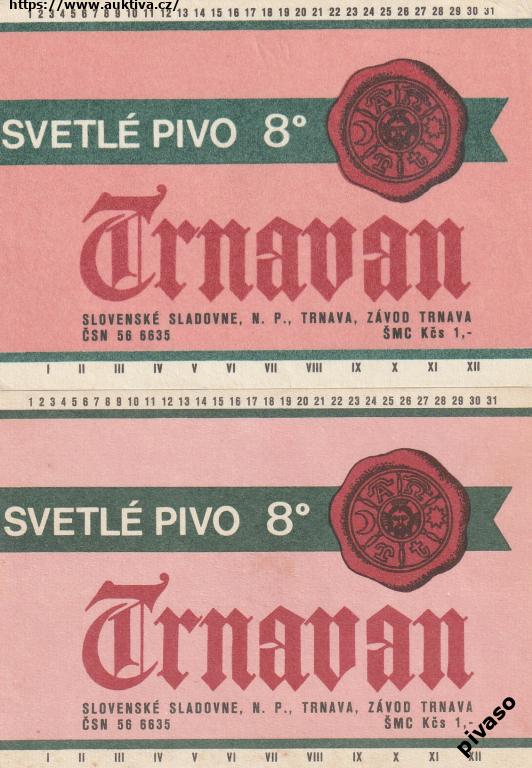 https://www.auktiva.cz/
1 2 3 4 5 6 7 8 9 10 11 12 13 14 15 16 17 18 19 20 21 22 23 24 25 26 27 28 29 30 31
SVETLÉ PIVO 8°
Trnavan
SLOVENSKÉ SLADOVNE, N. P., TRNAVA, ZÁVOD TRNAVA
ČSN 56 6635 ŠMC Kčs 1,-
I II III IV V VI VII VIII IX X XI XII
1 2 3 4 5 6 7 8 9 10 11 12 13 14 15 16 17 18 19 20 21 22 23 24 25 26 27 28 29 30 31
SVETLÉ PIVO 8°
Trnavan
SLOVENSKÉ SLADOVNE, N. P., TRNAVA, ZÁVOD TRNAVA
ČSN 56 6635 ŠMC Kčs 1,-
I II III IV V VI VII VIII IX X XI XII
pivaso